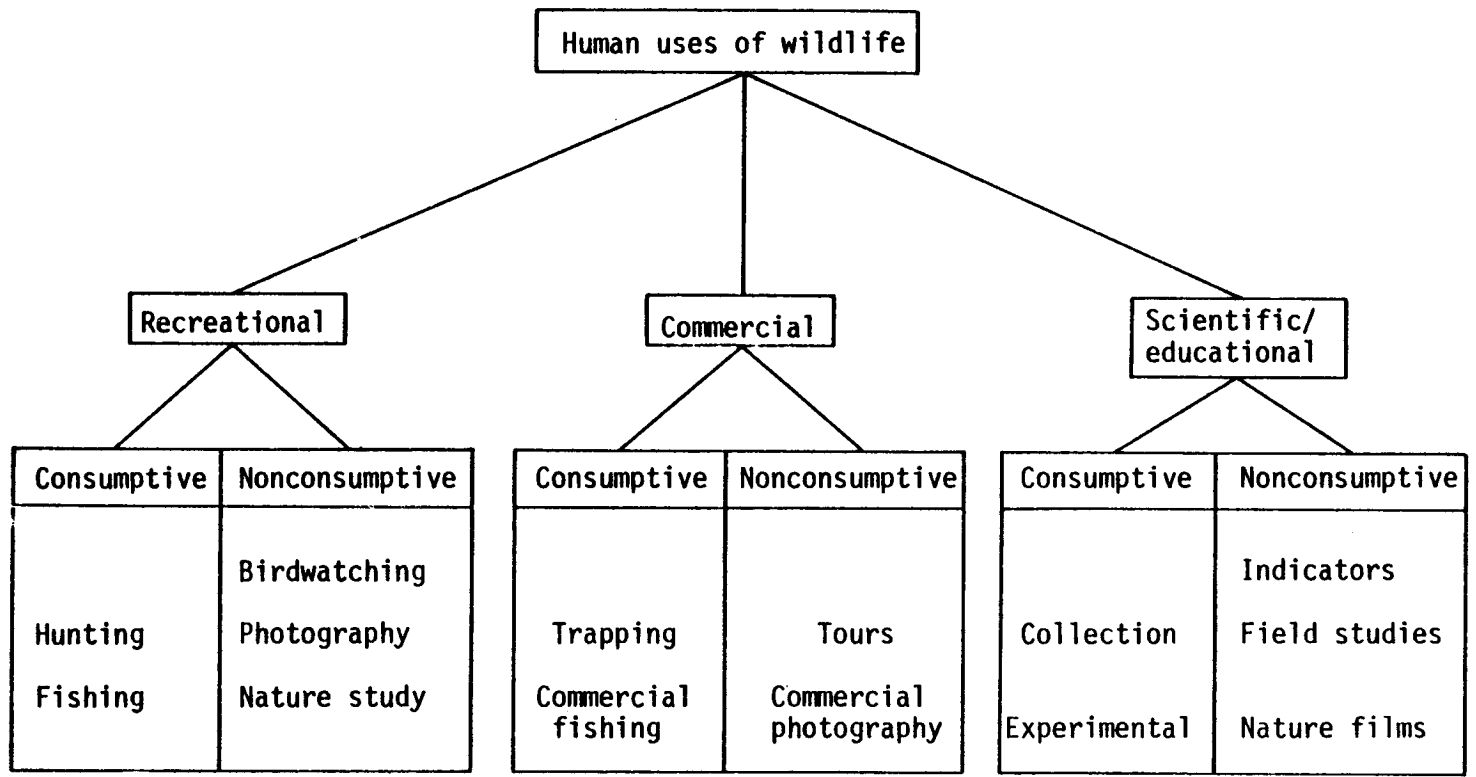 Human uses of wildlife
Recreational
Commercial
Scientific/
educational
Consumptive
Nonconsumptive
Birdwatching
Hunting
Photography
Fishing
Nature study
Consumptive
Nonconsumptive
Trapping
Tours
Commercial
fishing
Commercial
photography
Consumptive
Nonconsumptive
Indicators
Collection
Field studies
Experimental
Nature films